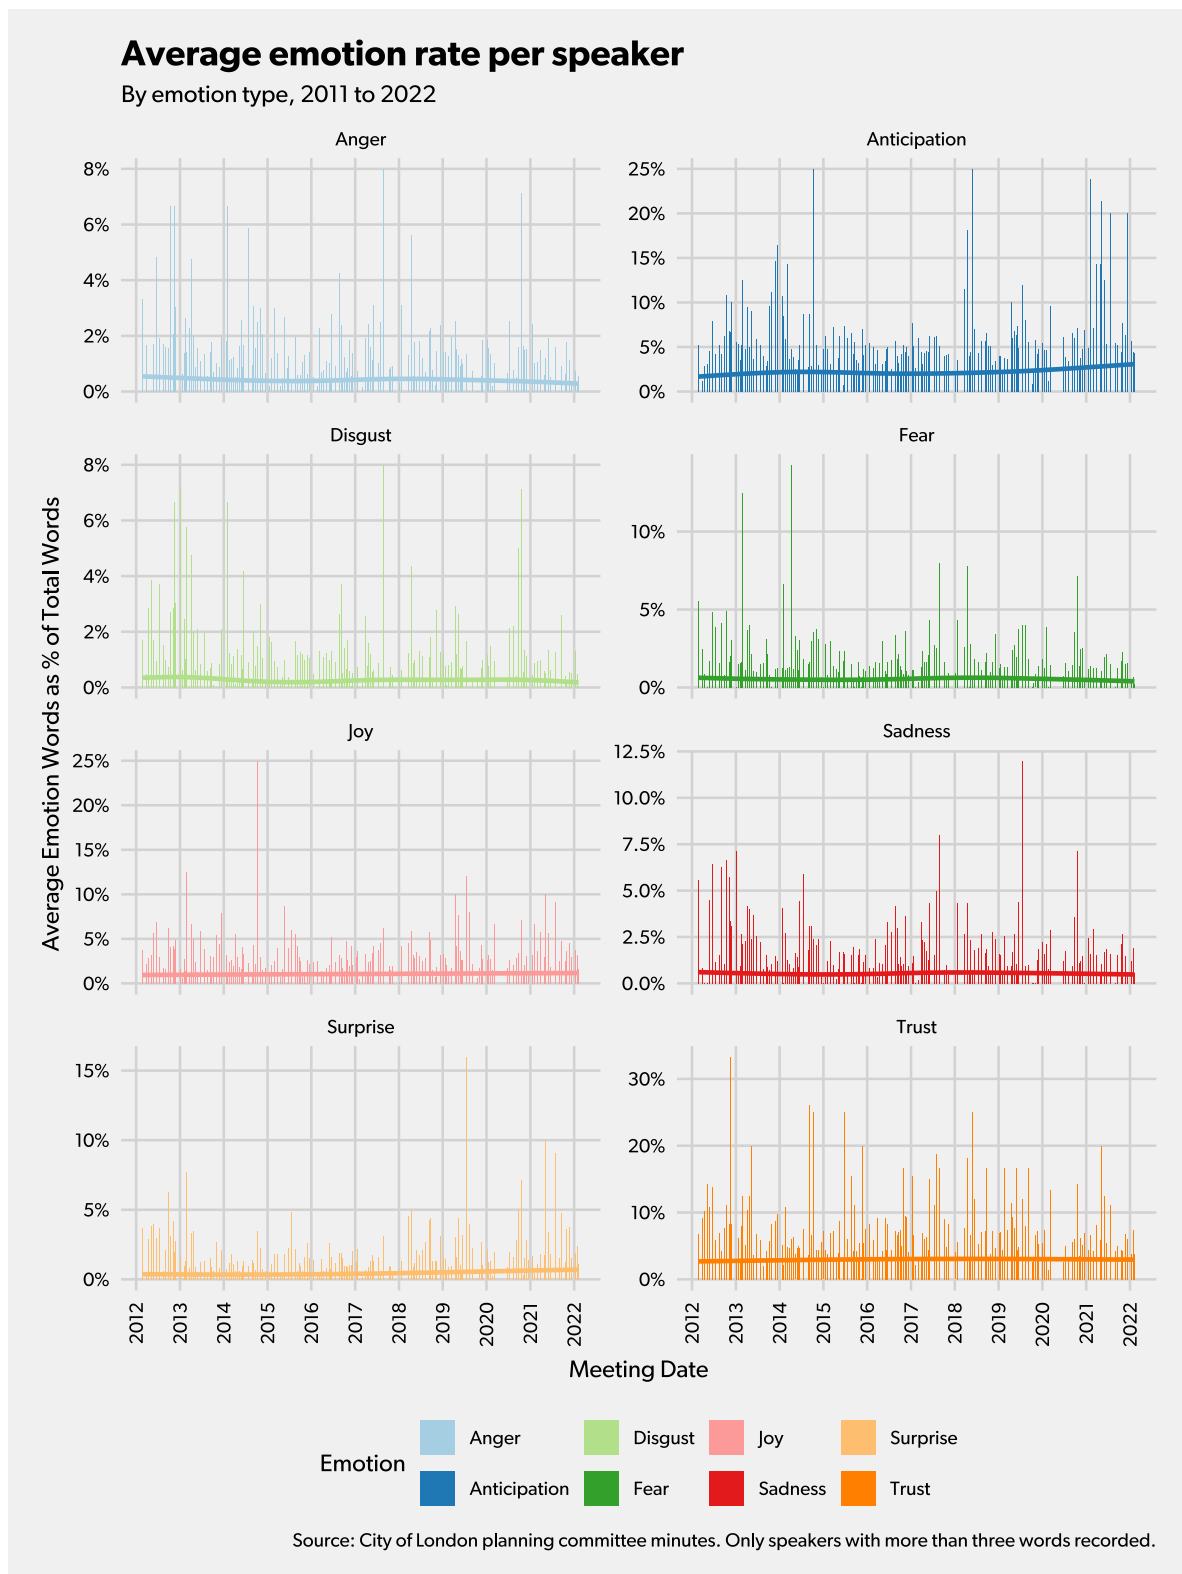 Average emotion rate per speaker
By emotion type, 2011 to 2022
Anger
Anticipation
8%
6%
4%
2%
0%
25%
20%
15%
10%
5%
0%
Disgust
Fear
8%
6%
4%
2%
0%
10%
5%
0%
Average Emotion Words as % of Total Words
Joy
Sadness
25%
20%
15%
10%
5%
0%
12.5%
10.0%
7.5%
5.0%
2.5%
0.0%
Surprise
Trust
15%
10%
5%
0%
30%
20%
10%
0%
2012 2013 2014 2015 2016 2017 2018 2019 2020 2021 2022
2012 2013 2014 2015 2016 2017 2018 2019 2020 2021 2022
Meeting Date
Emotion
Anger Disgust Joy Surprise
Anticipation Fear Sadness Trust
Source: City of London planning committee minutes. Only speakers with more than three words recorded.